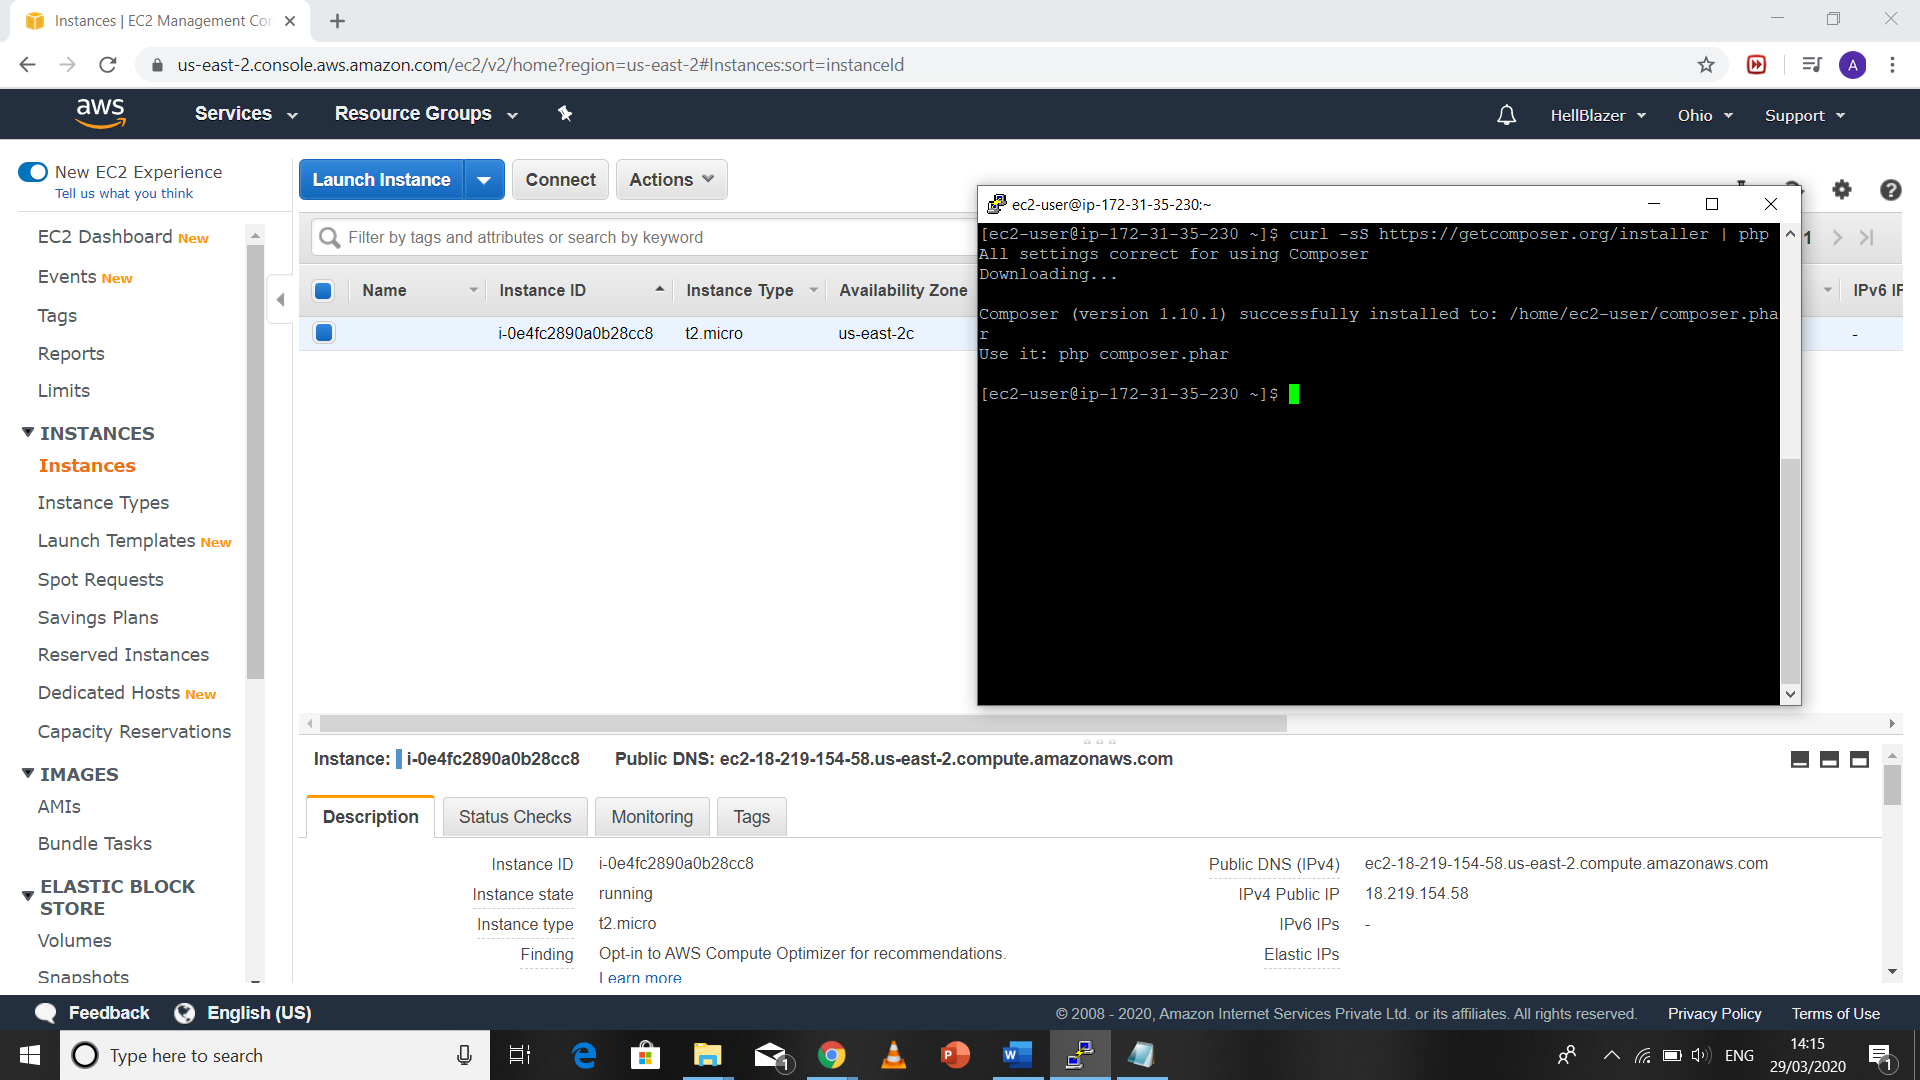 Instances | EC2 Management Con
us-east-2.console.aws.amazon.com/ec2/v2/home?region=us-east-2#Instances:sort=instanceId
A
aws
Services
Resource Groups
HellBlazer
Ohio
Support
New EC2 Experience
Tell us what you think
EC2 Dashboard New
Events New
Tags
Reports
Limits
INSTANCES
Instances
Instance Types
Launch Templates New
Spot Requests
Savings Plans
Reserved Instances
Dedicated Hosts New
Capacity Reservations
IMAGES
AMIs
Bundle Tasks
ELASTIC BLOCK
STORE
Volumes
Snapshots
Launch Instance
Connect
Actions
Filter by tags and attributes or search by keyword
1
Name
Instance ID
Instance Type
Availability Zone
IPv6 IP
i-0e4fc2890a0b28cc8
t2.micro
us-east-2c
-
ec2-user@ip-172-31-35-230:~
[ec2-user@ip-172-31-35-230 ~]$ curl -sS https://getcomposer.org/installer | php
All settings correct for using Composer
Downloading...
Composer (version 1.10.1) successfully installed to: /home/ec2-user/composer.pha
r
Use it: php composer.phar
[ec2-user@ip-172-31-35-230 ~]$
Instance: i-0e4fc2890a0b28cc8
Public DNS: ec2-18-219-154-58.us-east-2.compute.amazonaws.com
Description
Status Checks
Monitoring
Tags
Instance ID i-0e4fc2890a0b28cc8
Instance state running
Instance type t2.micro
Finding Opt-in to AWS Compute Optimizer for recommendations.
Learn more
Public DNS (IPv4) ec2-18-219-154-58.us-east-2.compute.amazonaws.com
IPv4 Public IP 18.219.154.58
IPv6 IPs -
Elastic IPs
Feedback
English (US)
© 2008 - 2020, Amazon Internet Services Private Ltd. or its affiliates. All rights reserved.
Privacy Policy
Terms of Use
Type here to search
1
ENG
14:15
29/03/2020
1